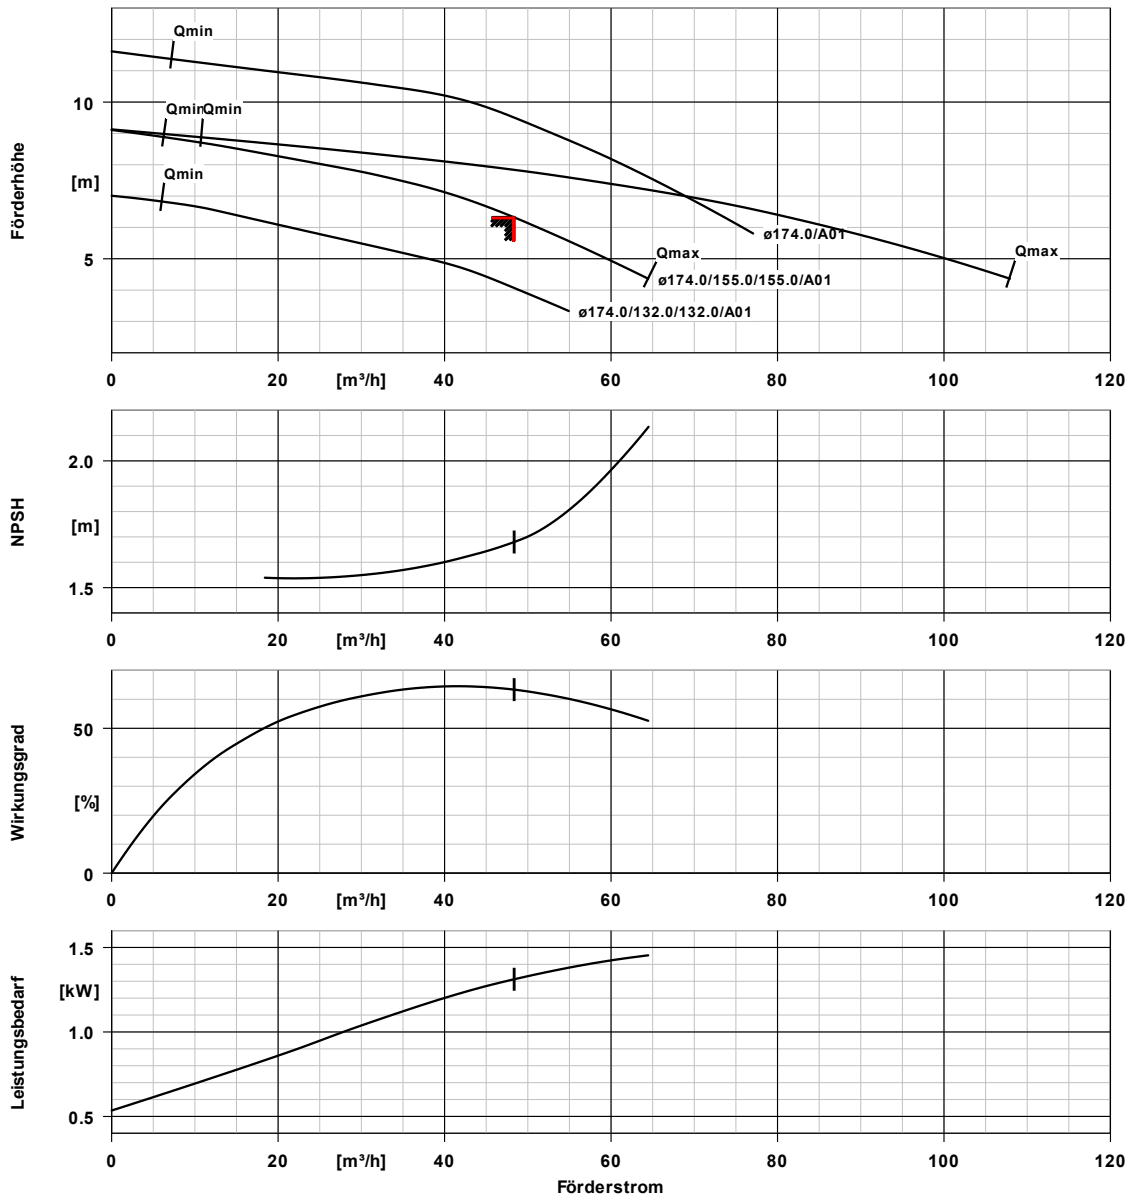 Qmin
QminQmin
10
Förderhöhe
[m]
Qmin
ø174.0/A01
Qmax
Qmax
5
ø174.0/155.0/155.0/A01
ø174.0/132.0/132.0/A01
0 20 [m³/h] 40 60 80 100 120
2.0
NPSH
[m]
1.5
0 20 [m³/h] 40 60 80 100 120
50
Wirkungsgrad
[%]
0
0 20 [m³/h] 40 60 80 100 120
1.5
[kW]
Leistungsbedarf
1.0
0.5
0 20 [m³/h] 40 60 80 100 120
Förderstrom